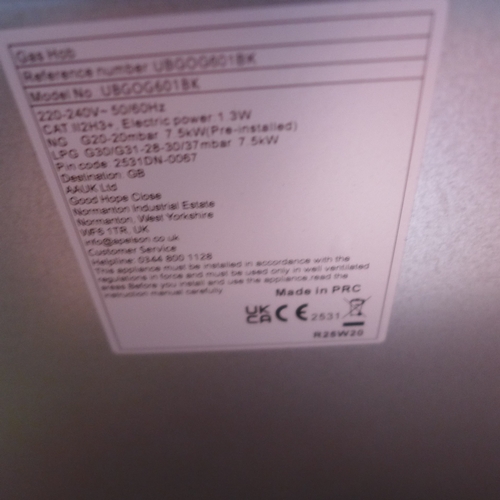 Gas Hob
Reference number UBGOG601BK
Model No. UBGOG601BK
220-240V~ 50/60Hz
CAT II2H3+. Electric power 1.3W
NG G20-20mbar 7.5kW(Pre-installed)
LPG G30/G31-28-30/37mbar 7.5kW
Pin code 2531DN-0067
Destination: GB
AAUK Ltd
Good Hope Close
Normanton Industrial Estate
Normanton, West Yorkshire
WF6 1TR, UK
info@apelson.co.uk
Customer Service
Helpline: 0344 800 1128
This appliance must be installed in accordance with the
regulations in force and must be used only in well ventilated
areas Before you install and use the appliance read the
instruction manual carefully
Made in PRC
UK
CA CE 2531
R28W20